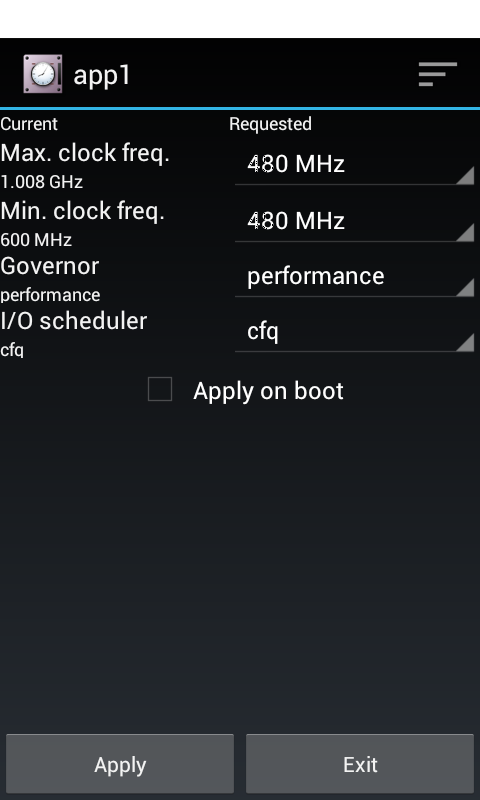 app1
Current
Requested
Max. clock freq.
480 MHz
1.008 GHz
Min. clock freq.
480 MHz
600 MHz
Governor
performance
performance
I/O scheduler
cfq
cfq
Apply on boot
Apply
Exit